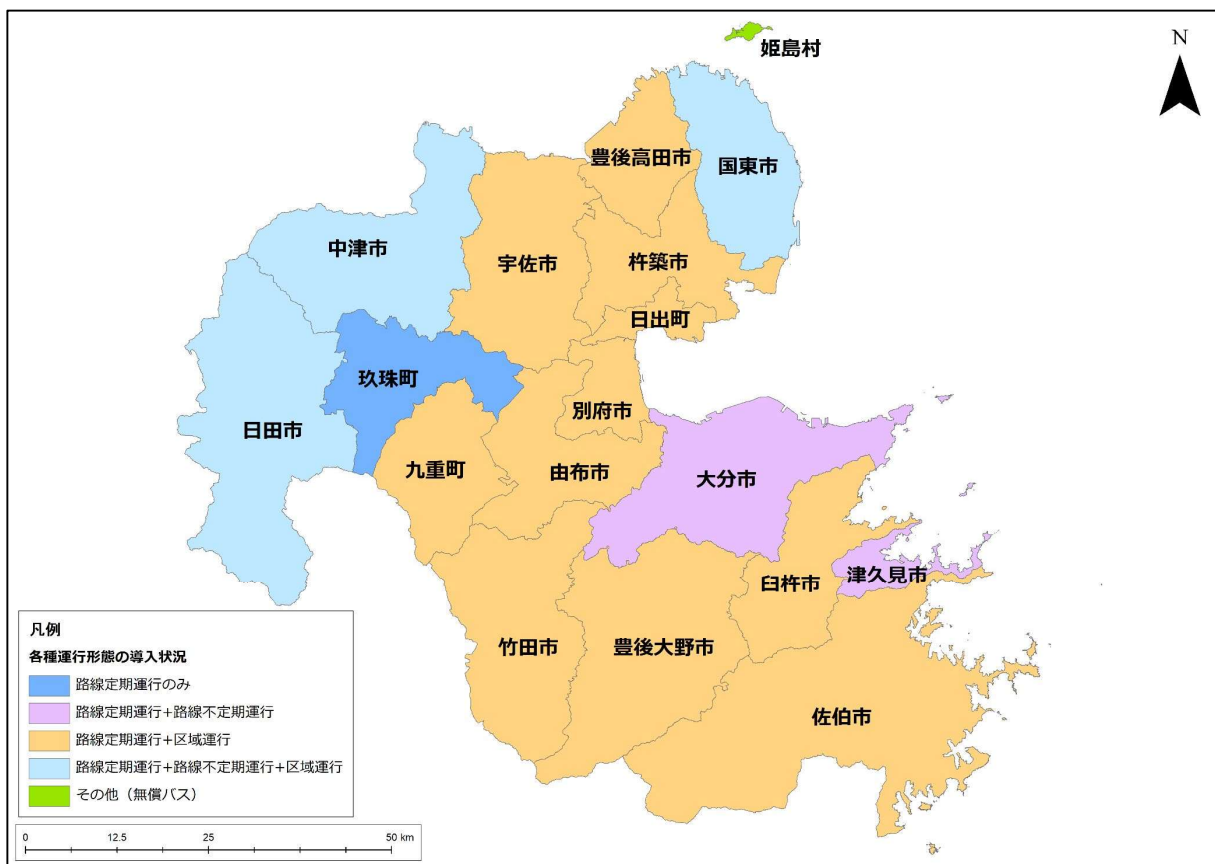 姫島村
N
豊後高田市
国東市
中津市
宇佐市
杵築市
日出町
玖珠町
別府市
日田市
九重町
由布市
大分市
臼杵市
津久見市
竹田市
豊後大野市
佐伯市
凡例
各種運行形態の導入状況
路線定期運行のみ
路線定期運行+路線不定期運行
路線定期運行+区域運行
路線定期運行+路線不定期運行+区域運行
その他（無償バス）
0 12.5 25 50 km